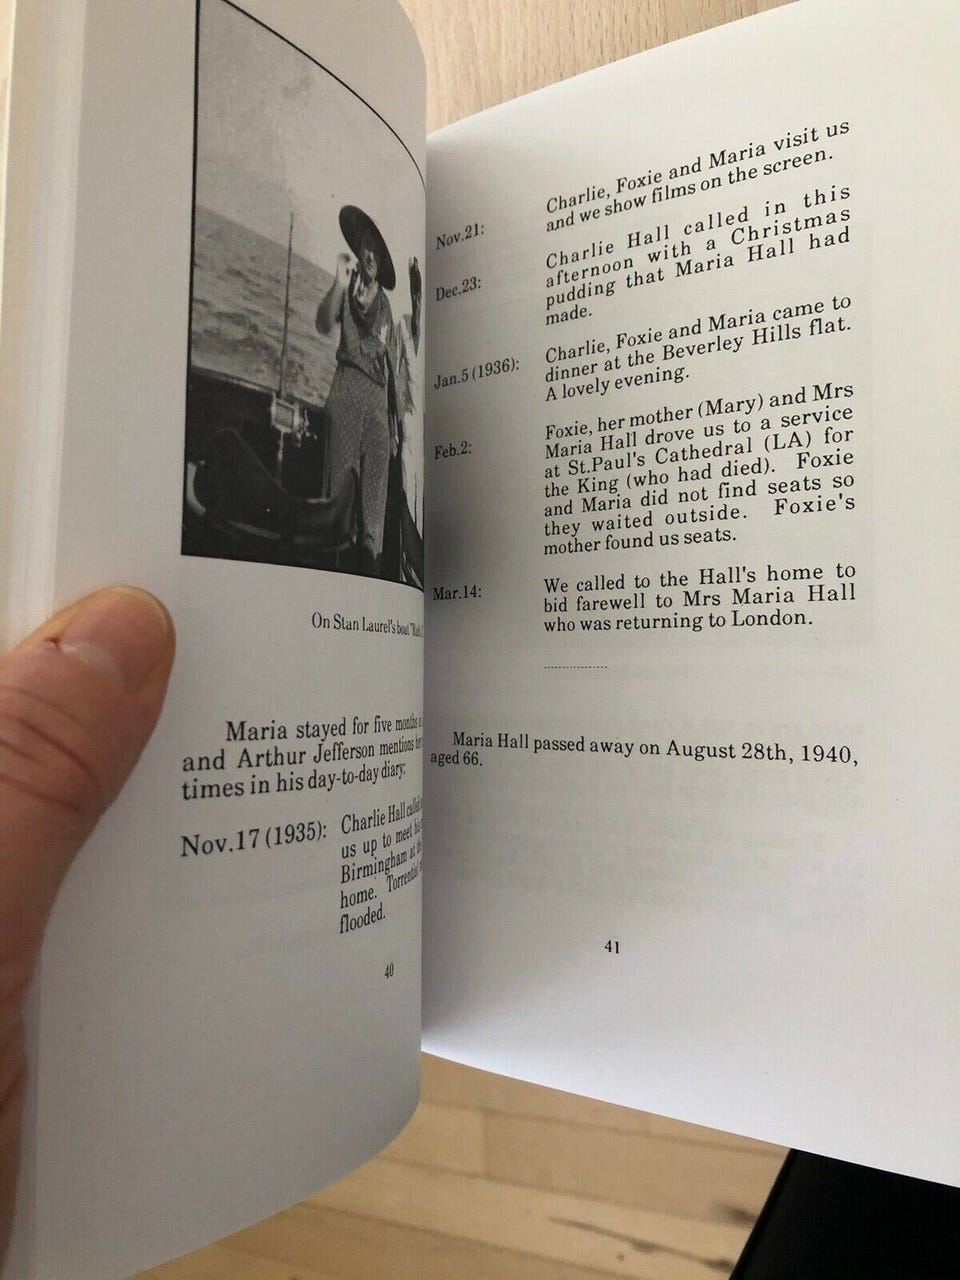 On Stan Laurel's boat
Maria stayed for five months
and Arthur Jefferson mentions her
times in his day-to-day diary:
Nov.17 (1935): Charlie Hall called
us up to meet his
Birmingham at
home. Torrential
flooded.
40
Nov.21: Charlie, Foxie and Maria visit us
and we show films on the screen.
Dec.23: Charlie Hall called in this
afternoon with a Christmas
pudding that Maria Hall had
made.
Jan.5 (1936): Charlie, Foxie and Maria came to
dinner at the Beverley Hills flat.
A lovely evening.
Feb.2: Foxie, her mother (Mary) and Mrs
Maria Hall drove us to a service
at St.Paul's Cathedral (LA) for
the King (who had died). Foxie
and Maria did not find seats so
they waited outside. Foxie's
mother found us seats.
Mar.14: We called to the Hall's home to
bid farewell to Mrs Maria Hall
who was returning to London.
Maria Hall passed away on August 28th, 1940,
aged 66.
41